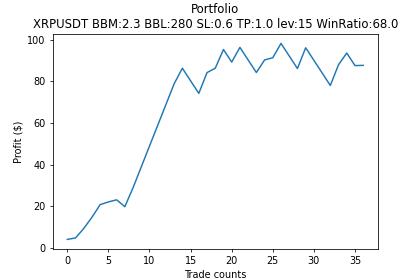 Portfolio
XRPUSDT BBM:2.3 BBL:280 SL:0.6 TP:1.0 lev:15 WinRatio:68.0
100
80
60
40
20
0
Profit ($)
0 5 10 15 20 25 30 35
Trade counts